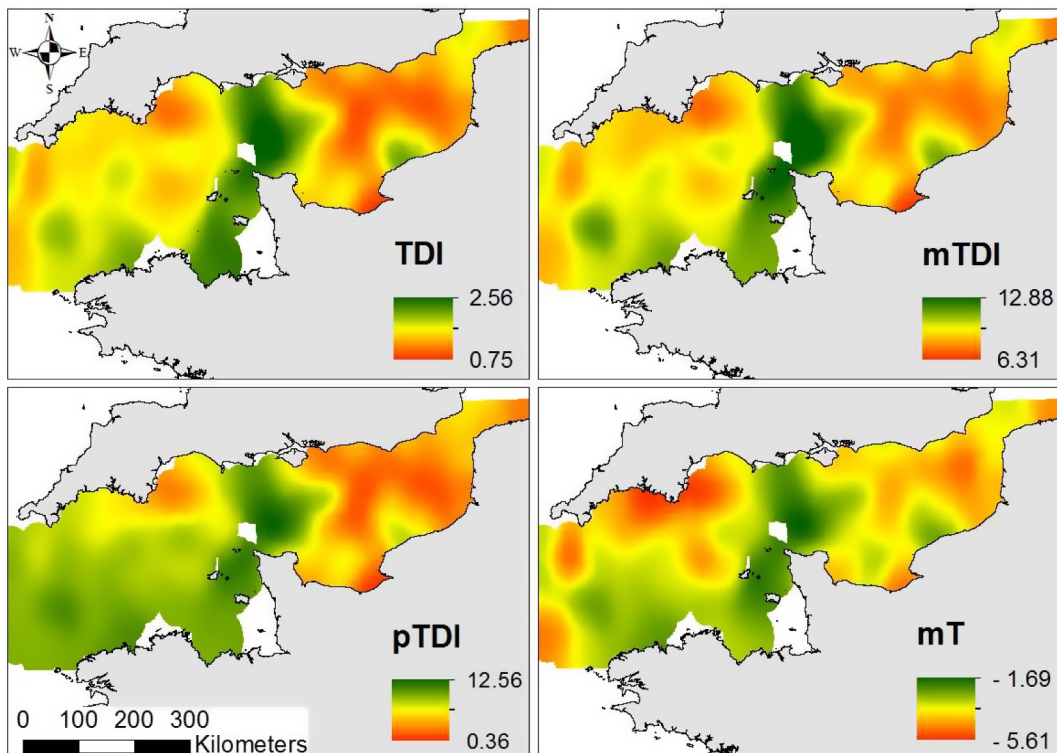 N
W E
S
TDI
2.56
0.75
mTDI
12.88
6.31
pTDI
12.56
0.36
0 100 200 300
Kilometers
mT
- 1.69
- 5.61